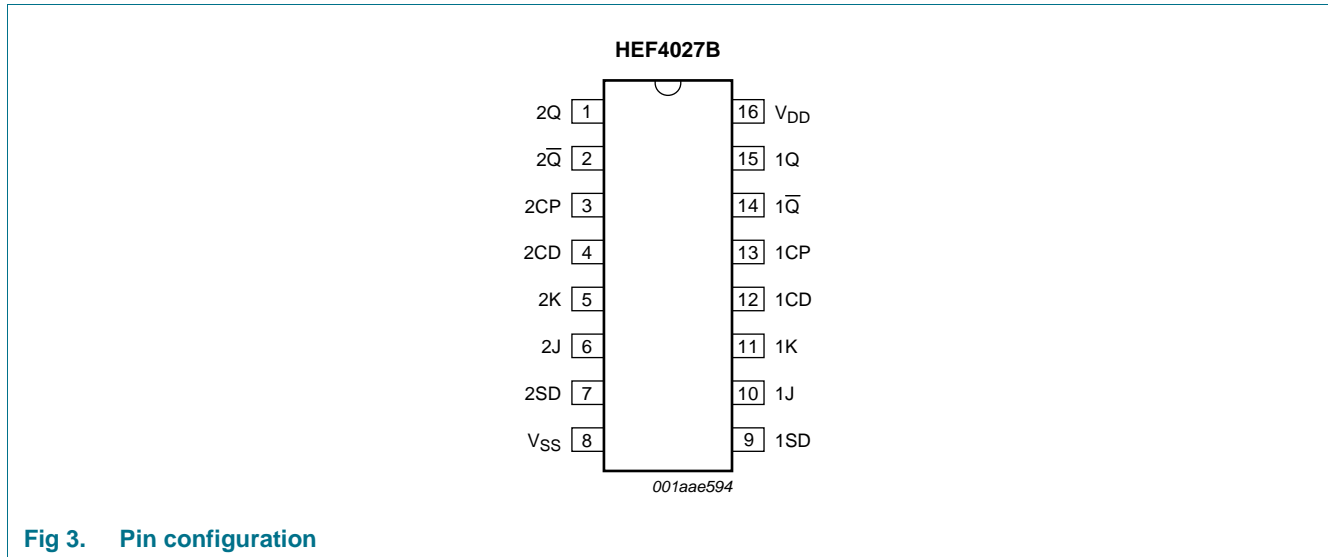 HEF4027B
2Q 1 16 VDD
2Q̅ 2 15 1Q
2CP 3 14 1Q̅
2CD 4 13 1CP
2K 5 12 1CD
2J 6 11 1K
2SD 7 10 1J
VSS 8 9 1SD
001aae594
Fig 3. Pin configuration